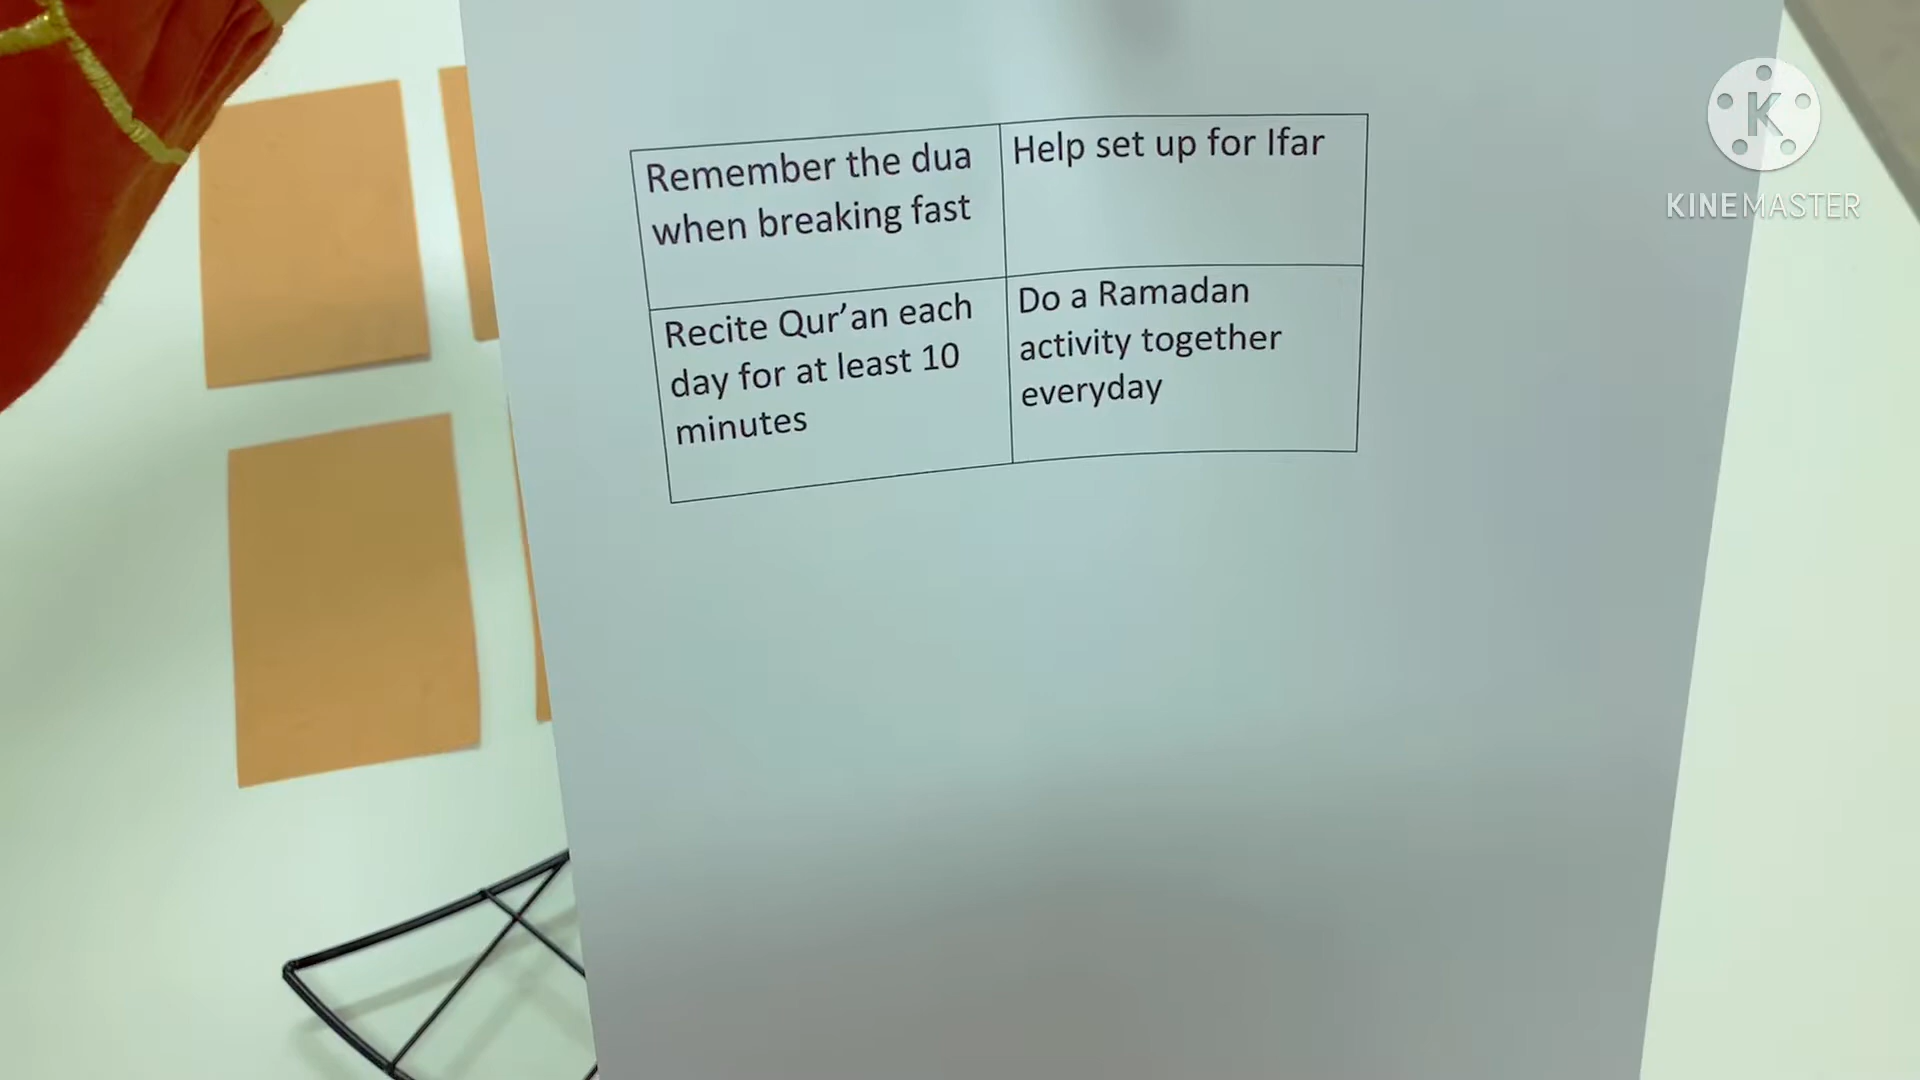 Remember the dua
when breaking fast
Help set up for Ifar
Recite Qur'an each
day for at least 10
minutes
Do a Ramadan
activity together
everyday
K
KINEMASTER